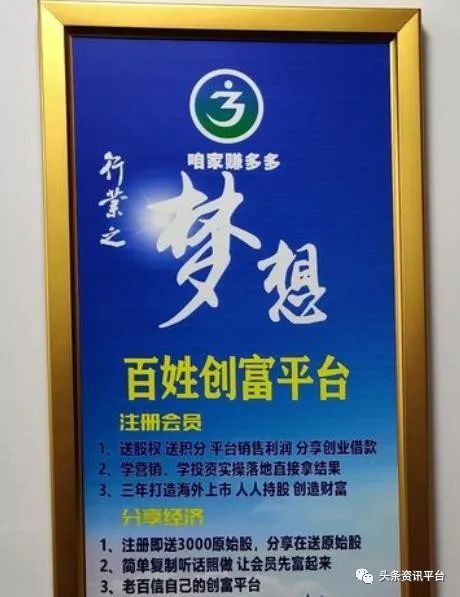 咱家赚多多
行业之
梦想
百姓创富平台
注册会员
1、送股权 送积分 平台销售利润 分享创业借款
2、学营销、学投资实操落地直接拿结果
3、三年打造海外上市 人人持股 创造财富
分享经济
1、注册即送3000原始股，分享在送原始股
2、简单复制听话照做 让会员先富起来
3、老百信自己的创富平台
头条资讯平台